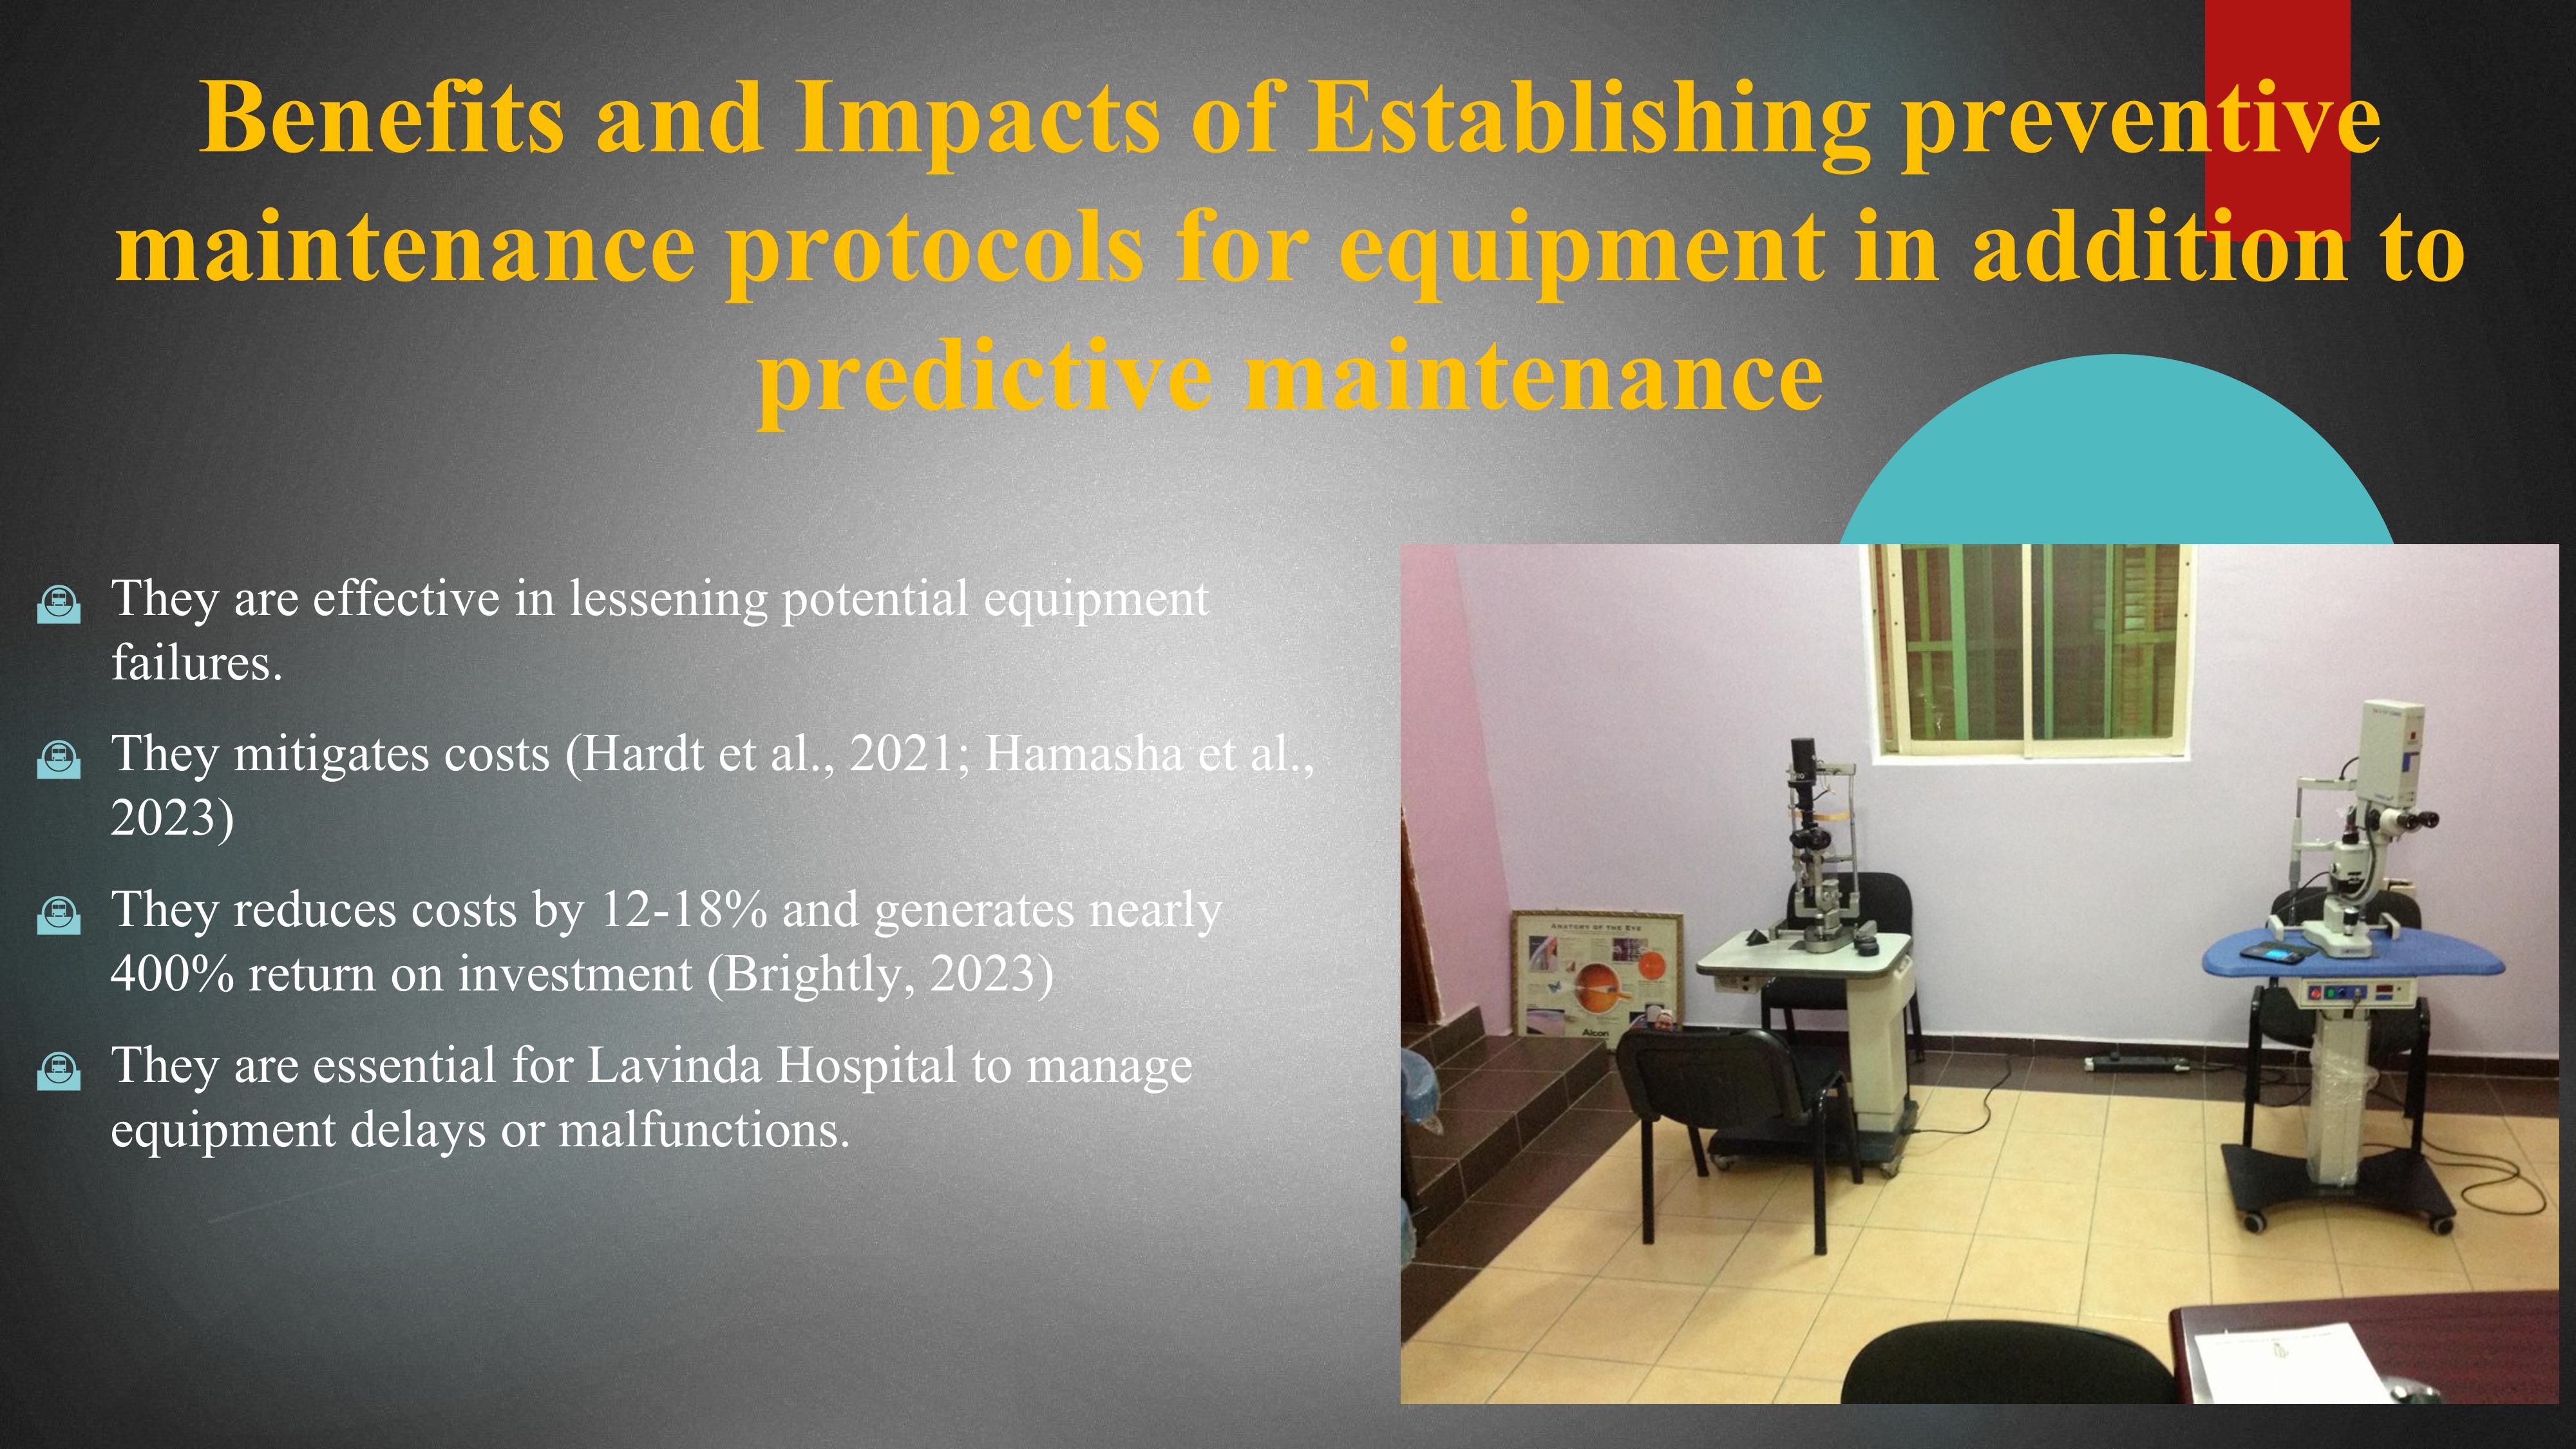 Benefits and Impacts of Establishing preventive
maintenance protocols for equipment in addition to
predictive maintenance
They are effective in lessening potential equipment
failures.
They mitigates costs (Hardt et al., 2021; Hamasha et al.,
2023)
They reduces costs by 12-18% and generates nearly
400% return on investment (Brightly, 2023)
They are essential for Lavinda Hospital to manage
equipment delays or malfunctions.
ANATOMY OF THE EYE
Alcon